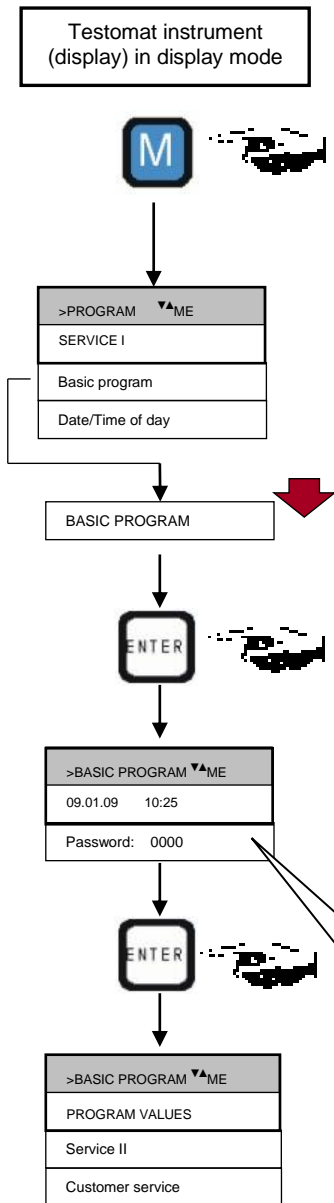 Testomat instrument
(display) in display mode
M
>PROGRAM ▼▲ME
SERVICE I
Basic program
Date/Time of day
BASIC PROGRAM
ENTER
>BASIC PROGRAM ▼▲ME
09.01.09 10:25
Password: 0000
ENTER
>BASIC PROGRAM ▼▲ME
PROGRAM VALUES
Service II
Customer service